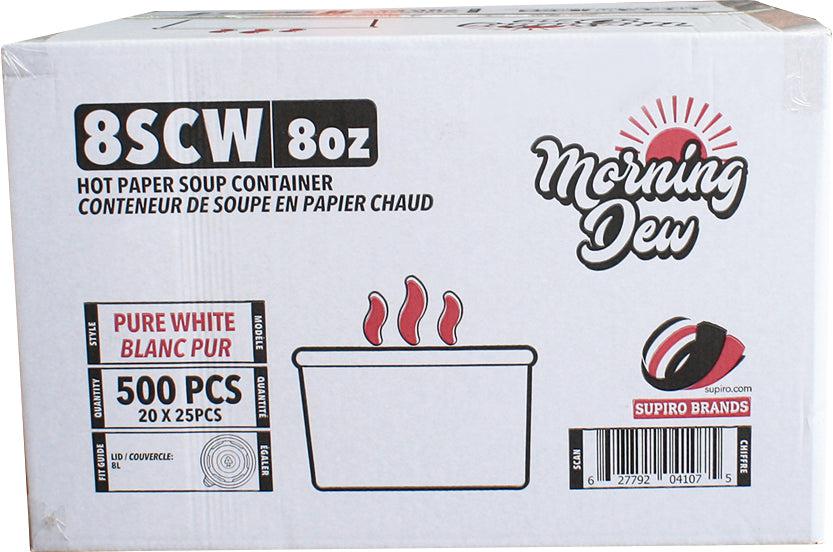 8SCW 8oz
HOT PAPER SOUP CONTAINER
CONTENEUR DE SOUPE EN PAPIER CHAUD
Morning
Dew
STYLE
PURE WHITE
BLANC PUR
MODÈLE
QUANTITY
500 PCS
20 X 25PCS
QUANTITÉ
FIT GUIDE
LID / COUVERCLE:
8L
ÉGALER
supiro.com
SUPIRO BRANDS
SCAN
CHIFFRE
6 27792 04107 5